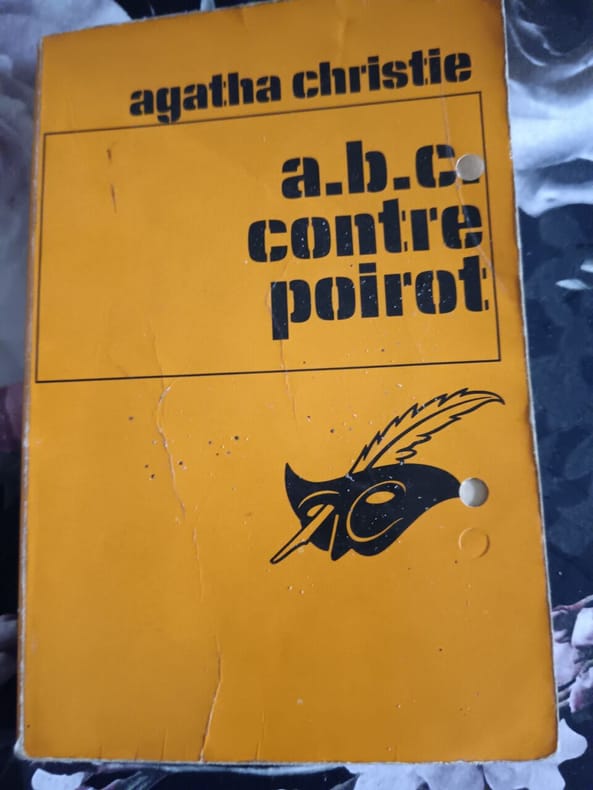 agatha christie
a.b.c.
contre
poirot